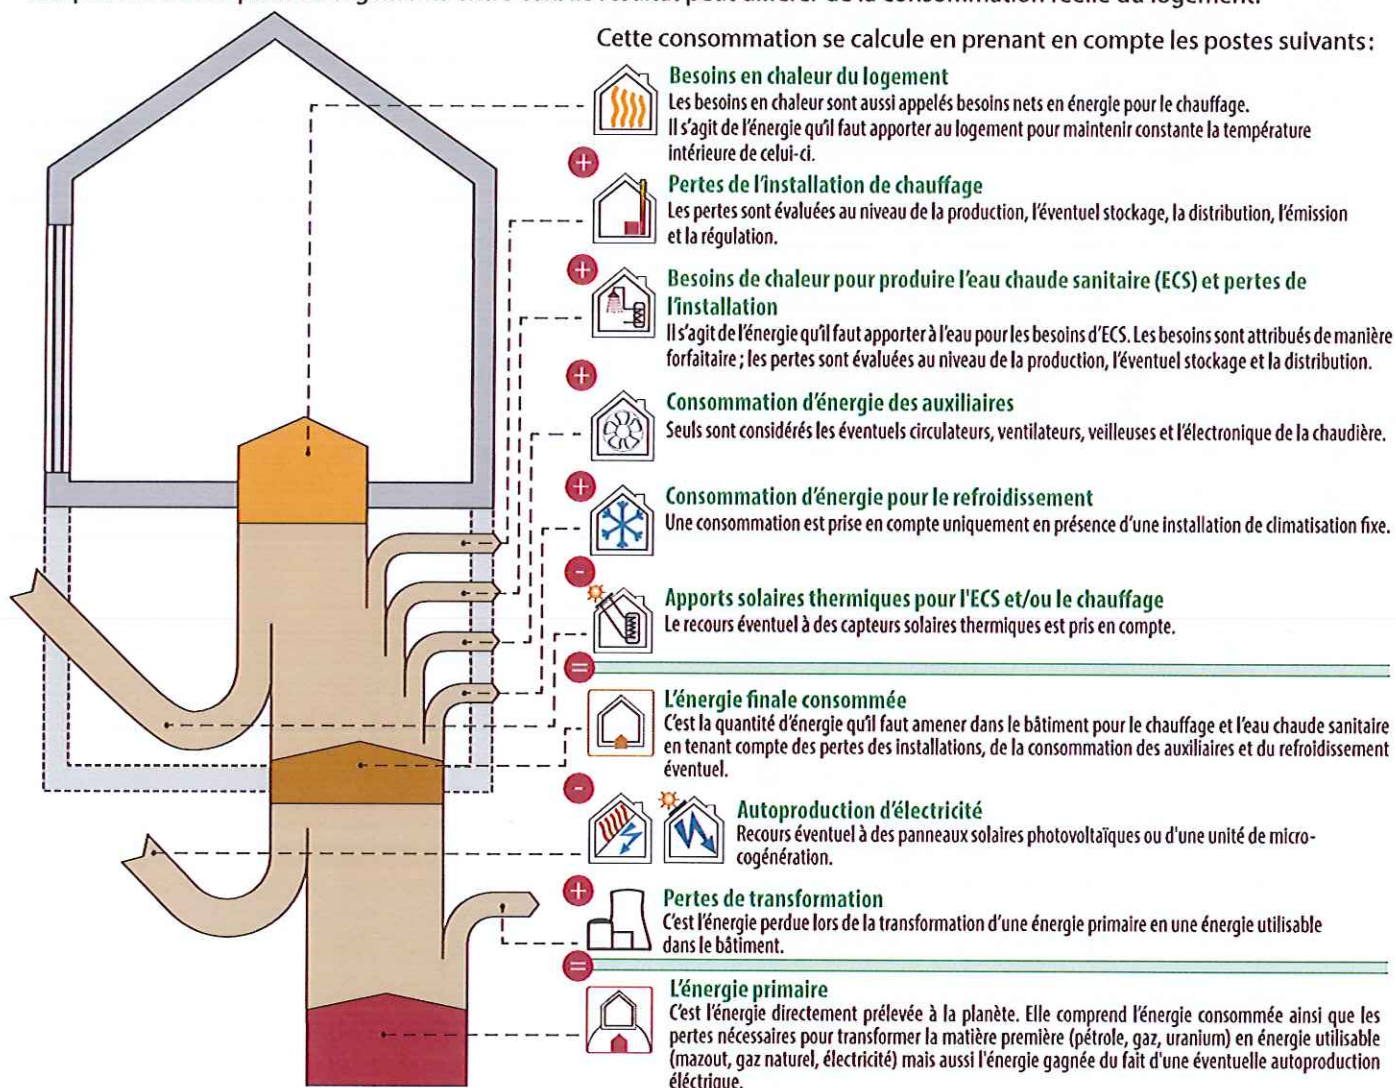 Cette consommation se calcule en prenant en compte les postes suivants:
Besoins en chaleur du logement
Les besoins en chaleur sont aussi appelés besoins nets en énergie pour le chauffage.
Il s'agit de l'énergie qu'il faut apporter au logement pour maintenir constante la température
intérieure de celui-ci.
+
Pertes de l'installation de chauffage
Les pertes sont évaluées au niveau de la production, l'éventuel stockage, la distribution, l'émission
et la régulation.
+
Besoins de chaleur pour produire l'eau chaude sanitaire (ECS) et pertes de
l'installation
Il s'agit de l'énergie qu'il faut apporter à l'eau pour les besoins d'ECS. Les besoins sont attribués de manière
forfaitaire ; les pertes sont évaluées au niveau de la production, l'éventuel stockage et la distribution.
+
Consommation d'énergie des auxiliaires
Seuls sont considérés les éventuels circulateurs, ventilateurs, veilleuses et l'électronique de la chaudière.
+
Consommation d'énergie pour le refroidissement
Une consommation est prise en compte uniquement en présence d'une installation de climatisation fixe.
-
Apports solaires thermiques pour l'ECS et/ou le chauffage
Le recours éventuel à des capteurs solaires thermiques est pris en compte.
=
L'énergie finale consommée
C'est la quantité d'énergie qu'il faut amener dans le bâtiment pour le chauffage et l'eau chaude sanitaire
en tenant compte des pertes des installations, de la consommation des auxiliaires et du refroidissement
éventuel.
-
Autoproduction d'électricité
Recours éventuel à des panneaux solaires photovoltaïques ou d'une unité de micro-
cogénération.
+
Pertes de transformation
C'est l'énergie perdue lors de la transformation d'une énergie primaire en une énergie utilisable
dans le bâtiment.
=
L'énergie primaire
C'est l'énergie directement prélevée à la planète. Elle comprend l'énergie consommée ainsi que les
pertes nécessaires pour transformer la matière première (pétrole, gaz, uranium) en énergie utilisable
(mazout, gaz naturel, électricité) mais aussi l'énergie gagnée du fait d'une éventuelle autoproduction
éléctrique.